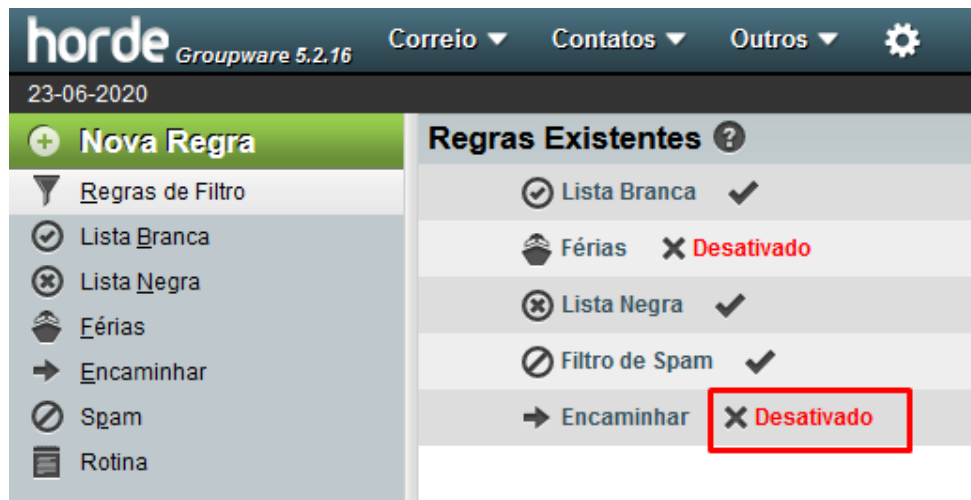 horde Groupware 5.2.16 Correio Contatos Outros
23-06-2020
Nova Regra
Regras de Filtro
Lista Branca
Lista Negra
Férias
Encaminhar
Spam
Rotina
Regras Existentes ?
Lista Branca
Férias Desativado
Lista Negra
Filtro de Spam
Encaminhar Desativado